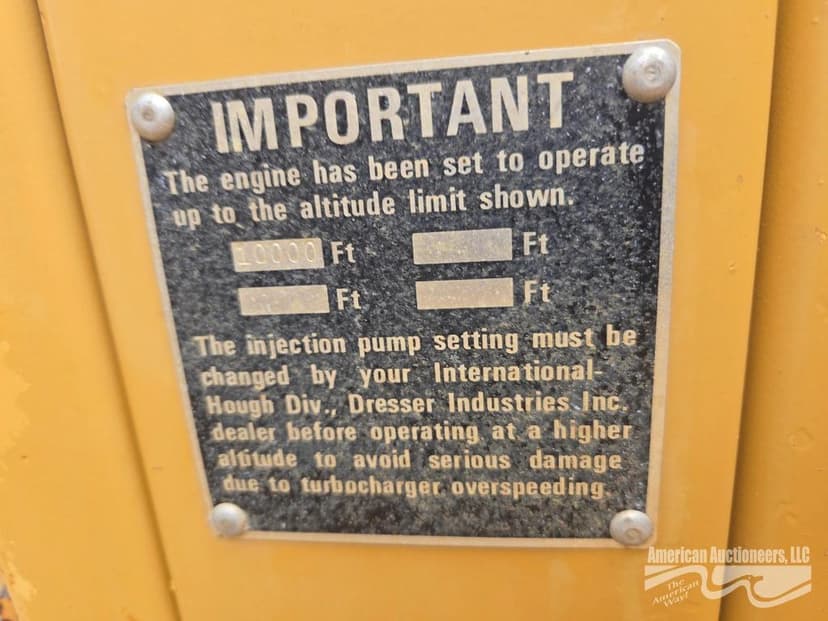 IMPORTANT
The engine has been set to operate
up to the altitude limit shown.
10000 Ft Ft
Ft Ft
The injection pump setting must be
changed by your International-
Hough Div., Dresser Industries Inc.
dealer before operating at a higher
altitude to avoid serious damage
due to turbocharger overspeeding.
American Auctioneers, LLC
The
American
Way!